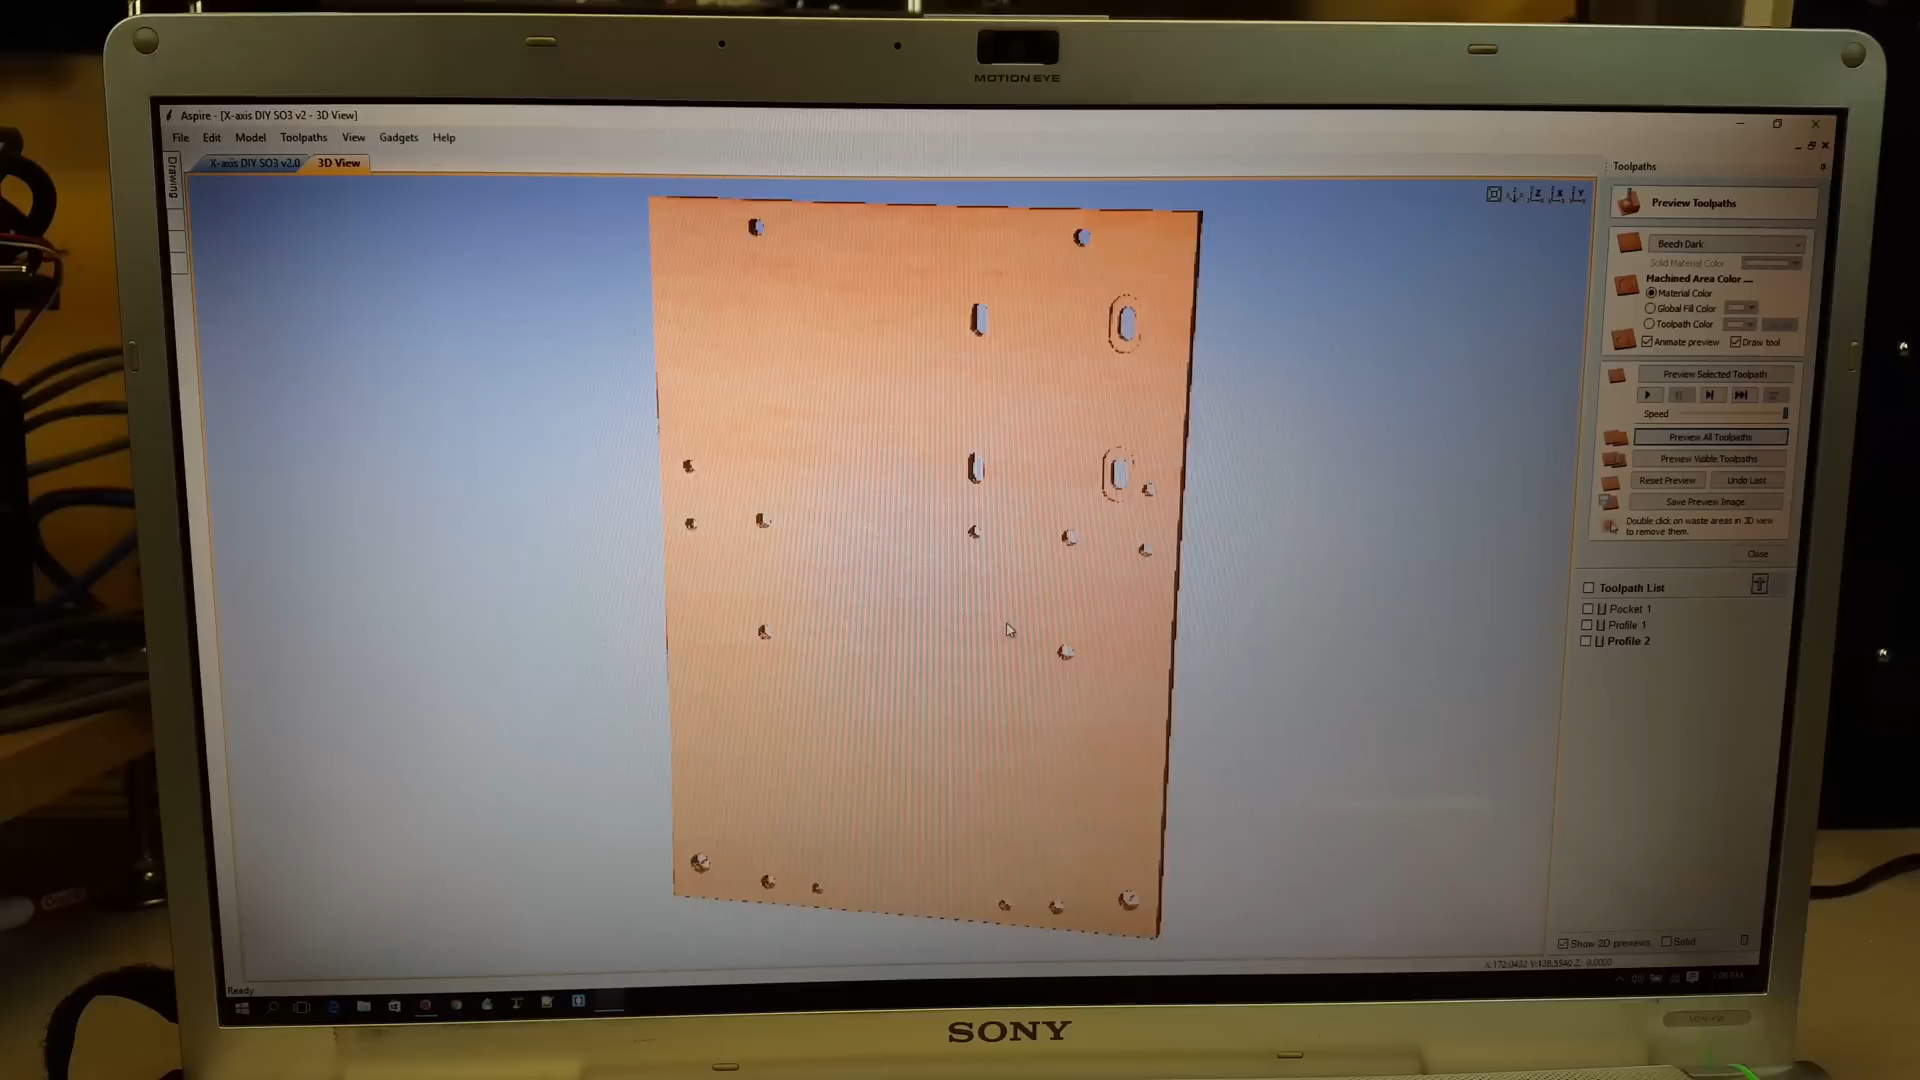 MOTION EYE
Aspire - [X-axis DIY SO3 v2 - 3D View]
File Edit Model Toolpaths View Gadgets Help
X-axis DIY SO3 v2.0 3D View
Drawing
Toolpaths
Preview Toolpaths
Beech Dark
Solid Material Color
Machined Area Color ...
Material Color
Global Fill Color
Toolpath Color
Animate preview Draw tool
Preview Selected Toolpath
Speed
Preview All Toolpaths
Preview Visible Toolpaths
Reset Preview Undo Last
Save Preview Image
Double click on waste areas in 3D view
to remove them.
Close
Toolpath List
Pocket 1
Profile 1
Profile 2
Show 2D previews Solid
Ready
SONY